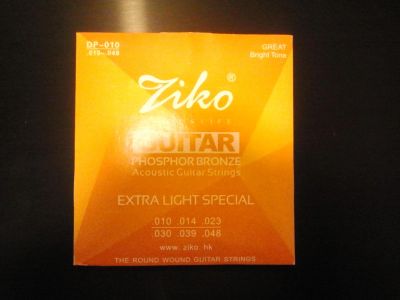 DP-010
.010-.048
GREAT
Bright Tone
Ziko®
LIFE
GUITAR
PHOSPHOR BRONZE
Acoustic Guitar Strings
EXTRA LIGHT SPECIAL
.010 .014 .023
.030 .039 .048
www. ziko. hk
THE ROUND WOUND GUITAR STRINGS